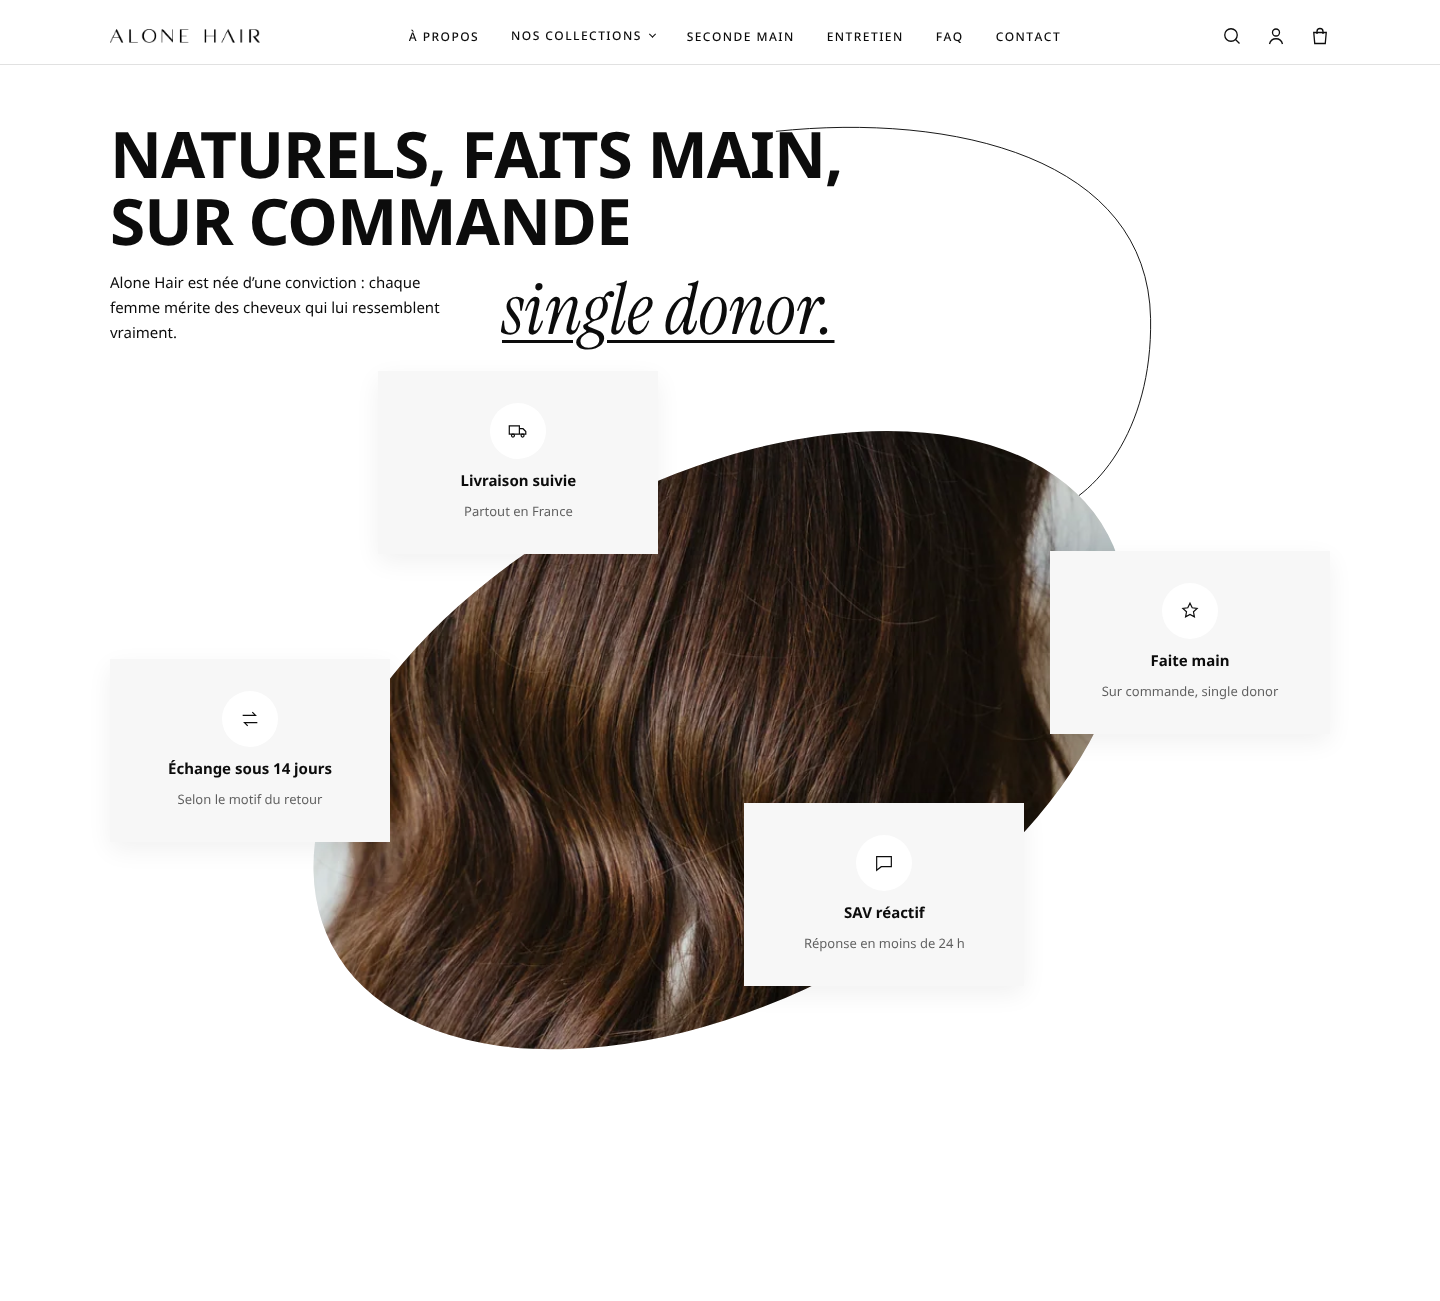 ALONE HAIR
À PROPOS
NOS COLLECTIONS
SECONDE MAIN
ENTRETIEN
FAQ
CONTACT
NATURELS, FAITS MAIN,
SUR COMMANDE
Alone Hair est née d’une conviction : chaque
femme mérite des cheveux qui lui ressemblent
vraiment.
single donor.
Livraison suivie
Partout en France
Faite main
Sur commande, single donor
Échange sous 14 jours
Selon le motif du retour
SAV réactif
Réponse en moins de 24 h